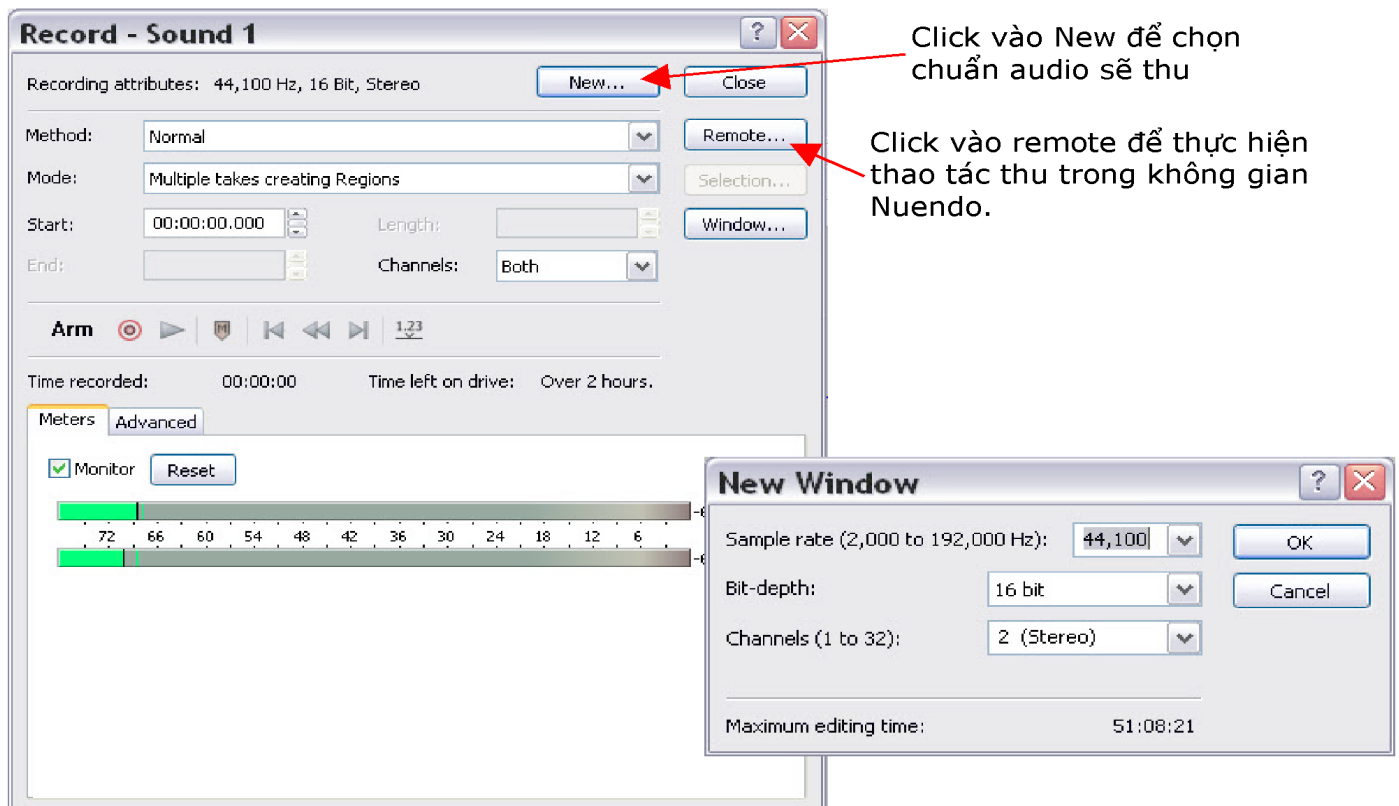 Record - Sound 1
Click vào New để chọn
chuẩn audio sẽ thu
Recording attributes: 44,100 Hz, 16 Bit, Stereo
New...
Close
Method:
Normal
Remote...
Click vào remote để thực hiện
thao tác thu trong không gian
Nuendo.
Mode:
Multiple takes creating Regions
Selection...
Start:
00:00:00.000
Length:
Window...
End:
Channels:
Both
Arm
M
1.23
Time recorded: 00:00:00 Time left on drive: Over 2 hours.
Meters
Advanced
Monitor
Reset
72 66 60 54 48 42 36 30 24 18 12 6
New Window
Sample rate (2,000 to 192,000 Hz):
44,100
OK
Bit-depth:
16 bit
Cancel
Channels (1 to 32):
2 (Stereo)
Maximum editing time: 51:08:21